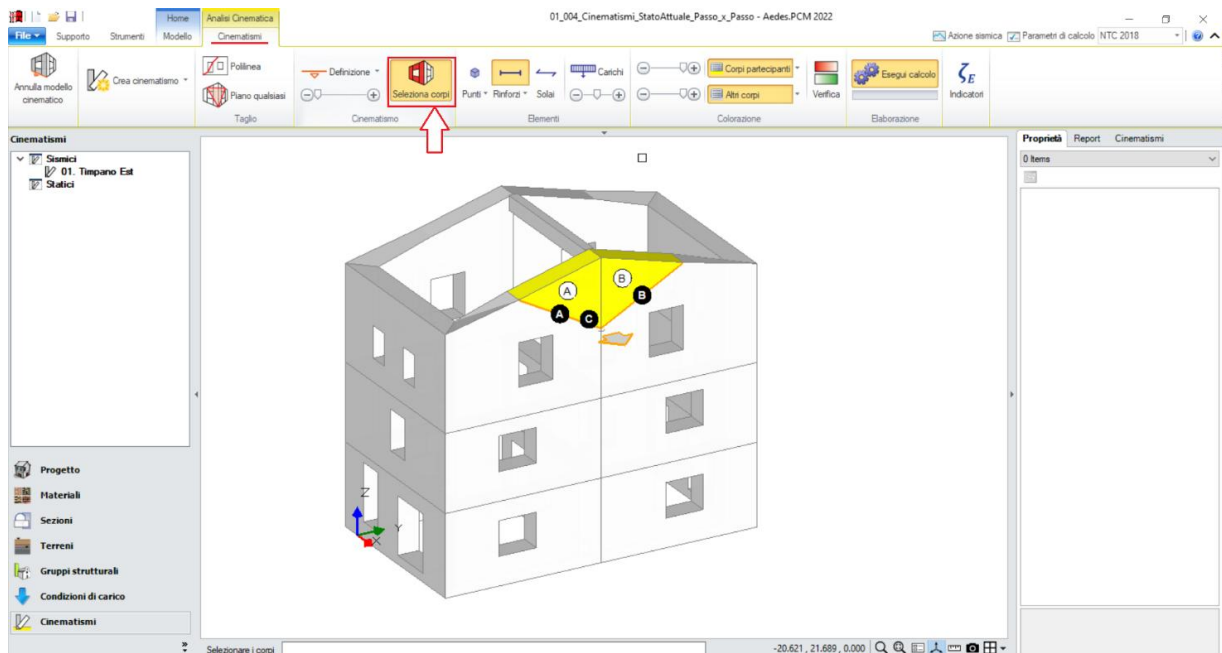 Home
Analisi Cinematica
01_004_Cinematismi_StatoAttuale_Passo_x_Passo - Aedes.PCM 2022
File
Supporto
Strumenti
Modello
Cinematismi
Azione sismica
Parametri di calcolo
NTC 2018
Annulla modello
cinematico
Crea cinematismo
Polilinea
Piano qualsiasi
Taglio
Definizione
Seleziona corpi
Cinematismo
Punti
Rinforzi
Solai
Carichi
Elementi
Corpi partecipanti
Altri corpi
Colorazione
Verifica
Esegui calcolo
Elaborazione
ζE
Indicatori
Cinematismi
Sismici
01. Timpano Est
Statici
Proprietà
Report
Cinematismi
0 Items
A
B
A
C
B
Z
Y
X
Progetto
Materiali
Sezioni
Terreni
Gruppi strutturali
Condizioni di carico
Cinematismi
Selezionare i corpi
-20.621 , 21.689 , 0.000